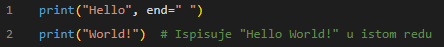 1 print("Hello", end=" ")
2 print("World!")  # Ispisuje "Hello World!" u istom redu